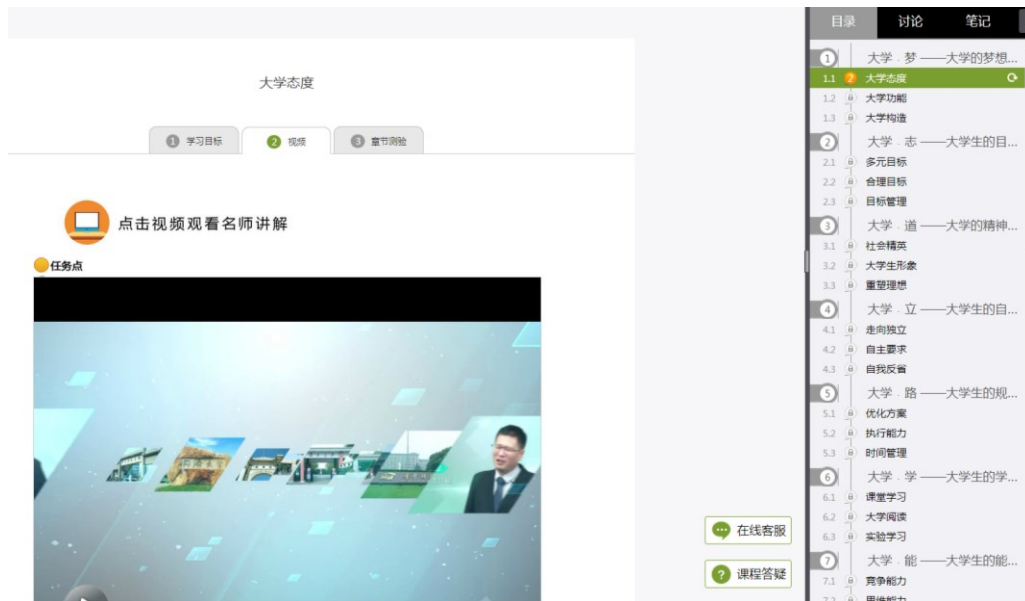 大学态度
1 学习目标
2 视频
3 章节测验
点击视频观看名师讲解
任务点
在线客服
? 课程答疑
目录 讨论 笔记
1 大学 . 梦 ——大学的梦想...
1.1 2 大学态度
1.2 大学功能
1.3 大学构造
2 大学 . 志 ——大学生的目...
2.1 多元目标
2.2 合理目标
2.3 目标管理
3 大学 . 道 ——大学的精神...
3.1 社会精英
3.2 大学生形象
3.3 重塑理想
4 大学 . 立 ——大学生的自...
4.1 走向独立
4.2 自主要求
4.3 自我反省
5 大学 . 路 ——大学生的规...
5.1 优化方案
5.2 执行能力
5.3 时间管理
6 大学 . 学 ——大学生的学...
6.1 课堂学习
6.2 大学阅读
6.3 实验学习
7 大学 . 能 ——大学生的能...
7.1 竞争能力
7.2 思维能力